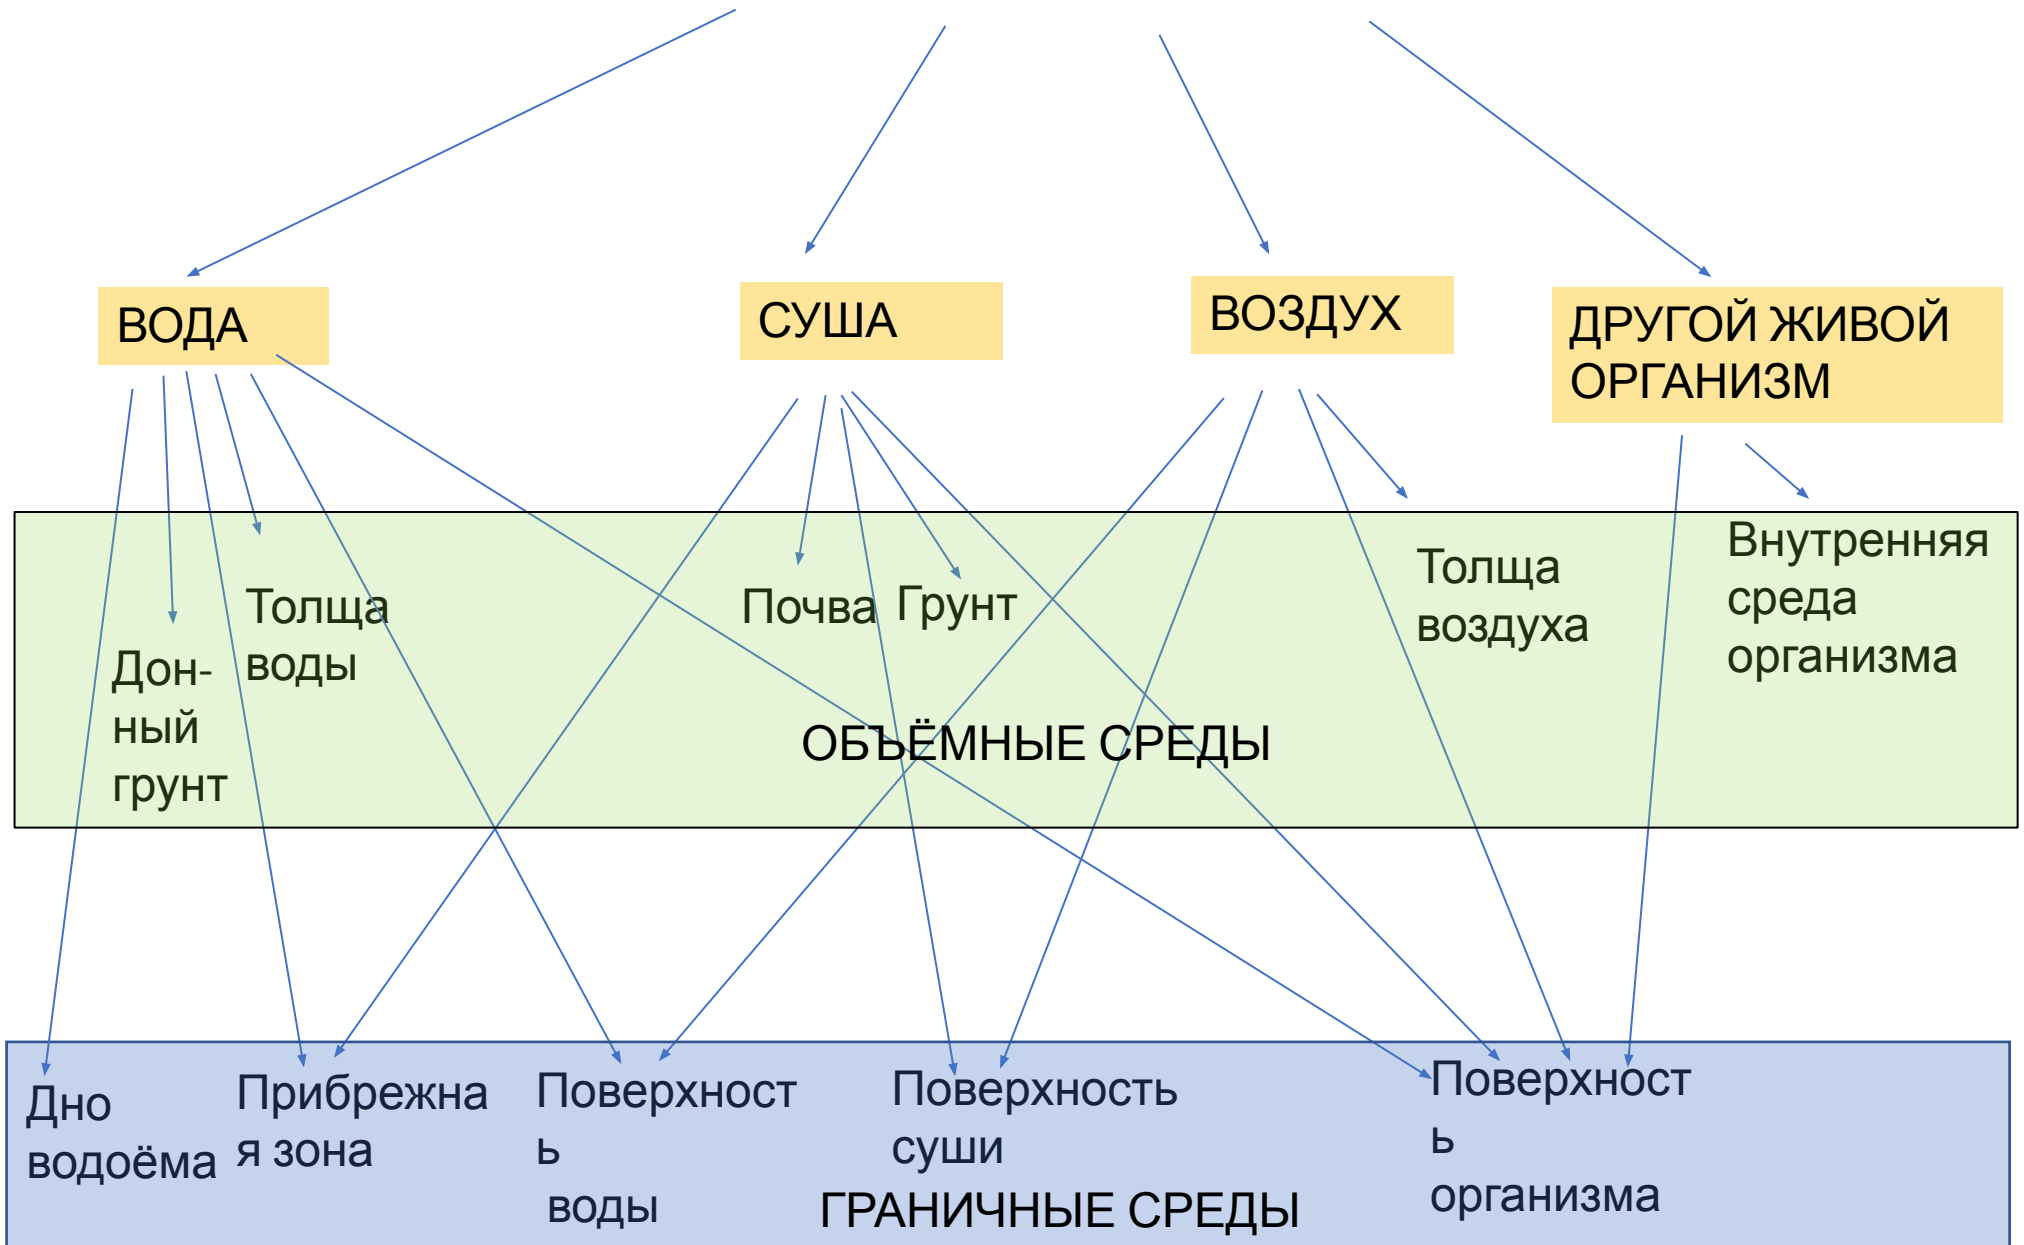 ВОДА
СУША
ВОЗДУХ
ДРУГОЙ ЖИВОЙ
ОРГАНИЗМ
Дон-
ный
грунт
Толща
воды
Почва
Грунт
Толща
воздуха
Внутренняя
среда
организма
ОБЪЁМНЫЕ СРЕДЫ
Дно
водоёма
Прибрежна
я зона
Поверхност
ь
воды
Поверхность
суши
Поверхност
ь
организма
ГРАНИЧНЫЕ СРЕДЫ